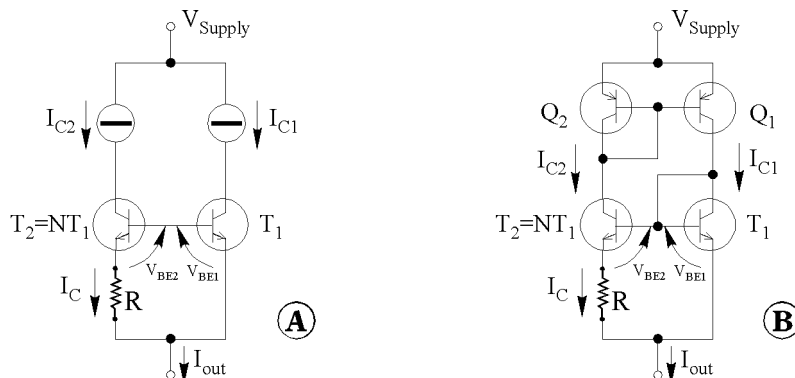 V_Supply
I_C2
I_C1
T_2=NT_1
T_1
V_BE2
V_BE1
I_C
R
I_out
A
V_Supply
Q_2
Q_1
I_C2
I_C1
T_2=NT_1
T_1
V_BE2
V_BE1
I_C
R
I_out
B